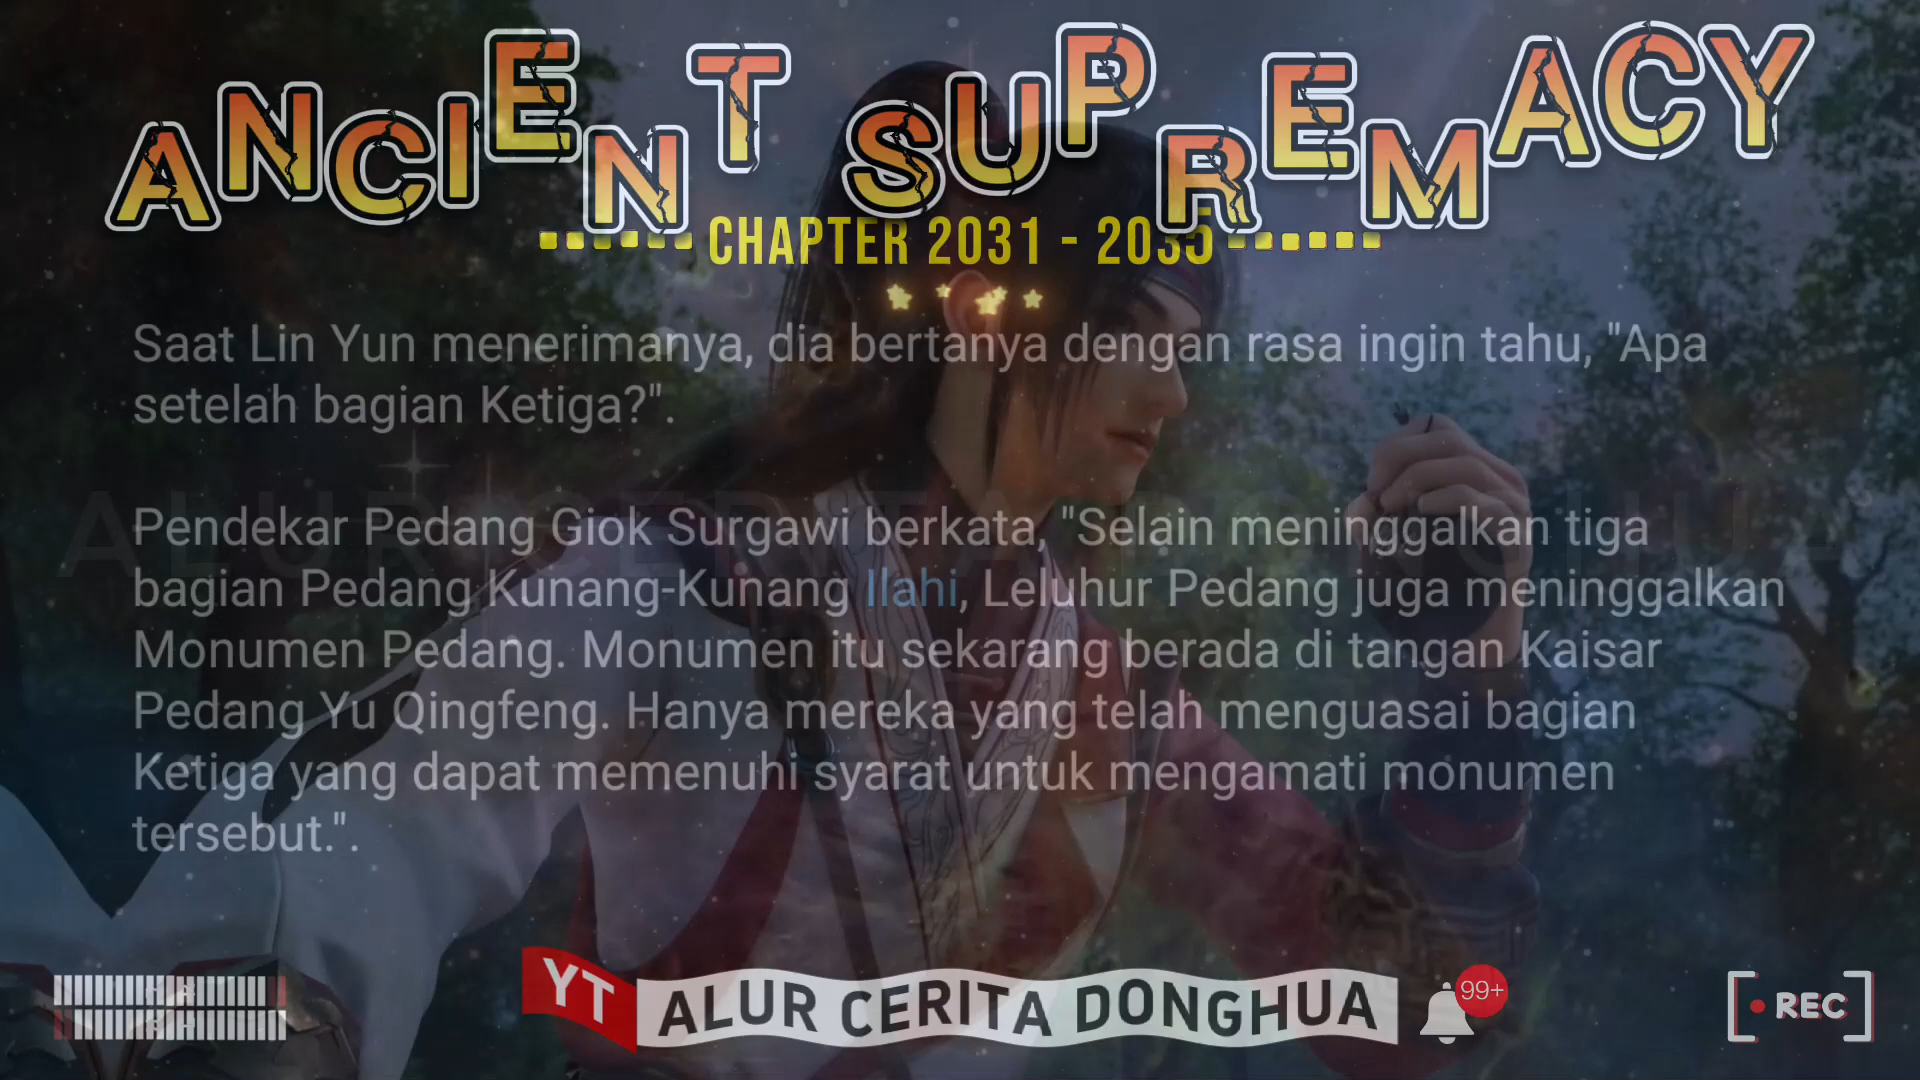 ANCIENT SUPREMACY
CHAPTER 2031 - 2035
Saat Lin Yun menerimanya, dia bertanya dengan rasa ingin tahu, "Apa
setelah bagian Ketiga?".
Pendekar Pedang Giok Surgawi berkata, "Selain meninggalkan tiga
bagian Pedang Kunang-Kunang Ilahi, Leluhur Pedang juga meninggalkan
Monumen Pedang. Monumen itu sekarang berada di tangan Kaisar
Pedang Yu Qingfeng. Hanya mereka yang telah menguasai bagian
Ketiga yang dapat memenuhi syarat untuk mengamati monumen
tersebut.".
YT ALUR CERITA DONGHUA
99+
REC